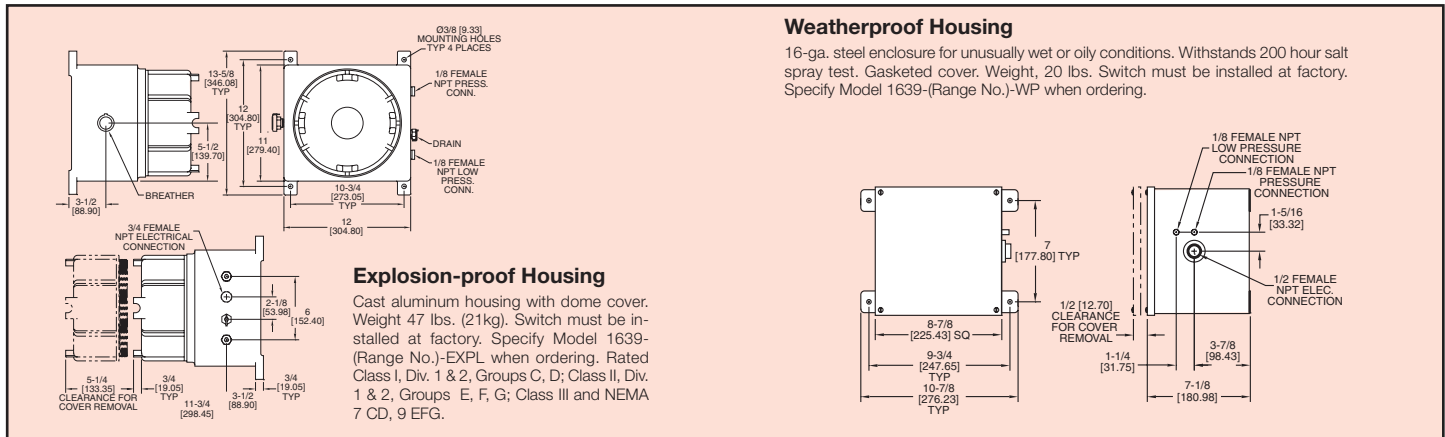 Ø3/8 [9.33]
MOUNTING HOLES
TYP 4 PLACES
1/8 FEMALE
NPT PRESS.
CONN.
13-5/8
[346.08]
TYP
12
[304.80]
TYP
11
[279.40]
5-1/2
[139.70]
DRAIN
1/8 FEMALE
NPT LOW
PRESS.
CONN.
BREATHER
3-1/2
[88.90]
10-3/4
[273.05]
TYP
12
[304.80]
3/4 FEMALE
NPT ELECTRICAL
CONNECTION
2-1/8
[53.98]
6
[152.40]
5-1/4
[133.35]
CLEARANCE FOR
COVER REMOVAL
3/4
[19.05]
TYP
11-3/4
[298.45]
3-1/2
[88.90]
3/4
[19.05]
TYP
Explosion-proof Housing
Cast aluminum housing with dome cover.
Weight 47 lbs. (21kg). Switch must be in-
stalled at factory. Specify Model 1639-
(Range No.)-EXPL when ordering. Rated
Class I, Div. 1 & 2, Groups C, D; Class II, Div.
1 & 2, Groups E, F, G; Class III and NEMA
7 CD, 9 EFG.
Weatherproof Housing
16-ga. steel enclosure for unusually wet or oily conditions. Withstands 200 hour salt
spray test. Gasketed cover. Weight, 20 lbs. Switch must be installed at factory.
Specify Model 1639-(Range No.)-WP when ordering.
1/8 FEMALE NPT
LOW PRESSURE
CONNECTION
1/8 FEMALE NPT
PRESSURE
CONNECTION
1-5/16
[33.32]
7
[177.80] TYP
1/2 FEMALE
NPT ELEC.
CONNECTION
1/2 [12.70]
CLEARANCE
FOR COVER
REMOVAL
8-7/8
[225.43] SQ
9-3/4
[247.65]
TYP
10-7/8
[276.23]
TYP
1-1/4
[31.75]
3-7/8
[98.43]
7-1/8
[180.98]